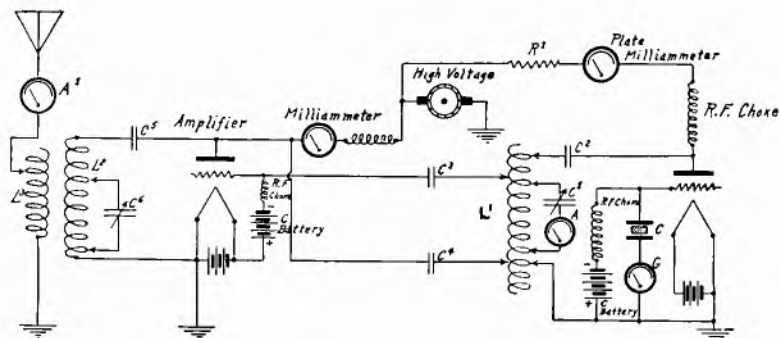 A¹
L³
L²
C⁶
C⁵
Amplifier
Milliammeter
High Voltage
R¹
Plate
Milliammeter
R.F. Choke
R.F.
Choke
C
Battery
+
C³
C⁴
L¹
C²
C¹
A
R.F Choke
+
C
Battery
C
G